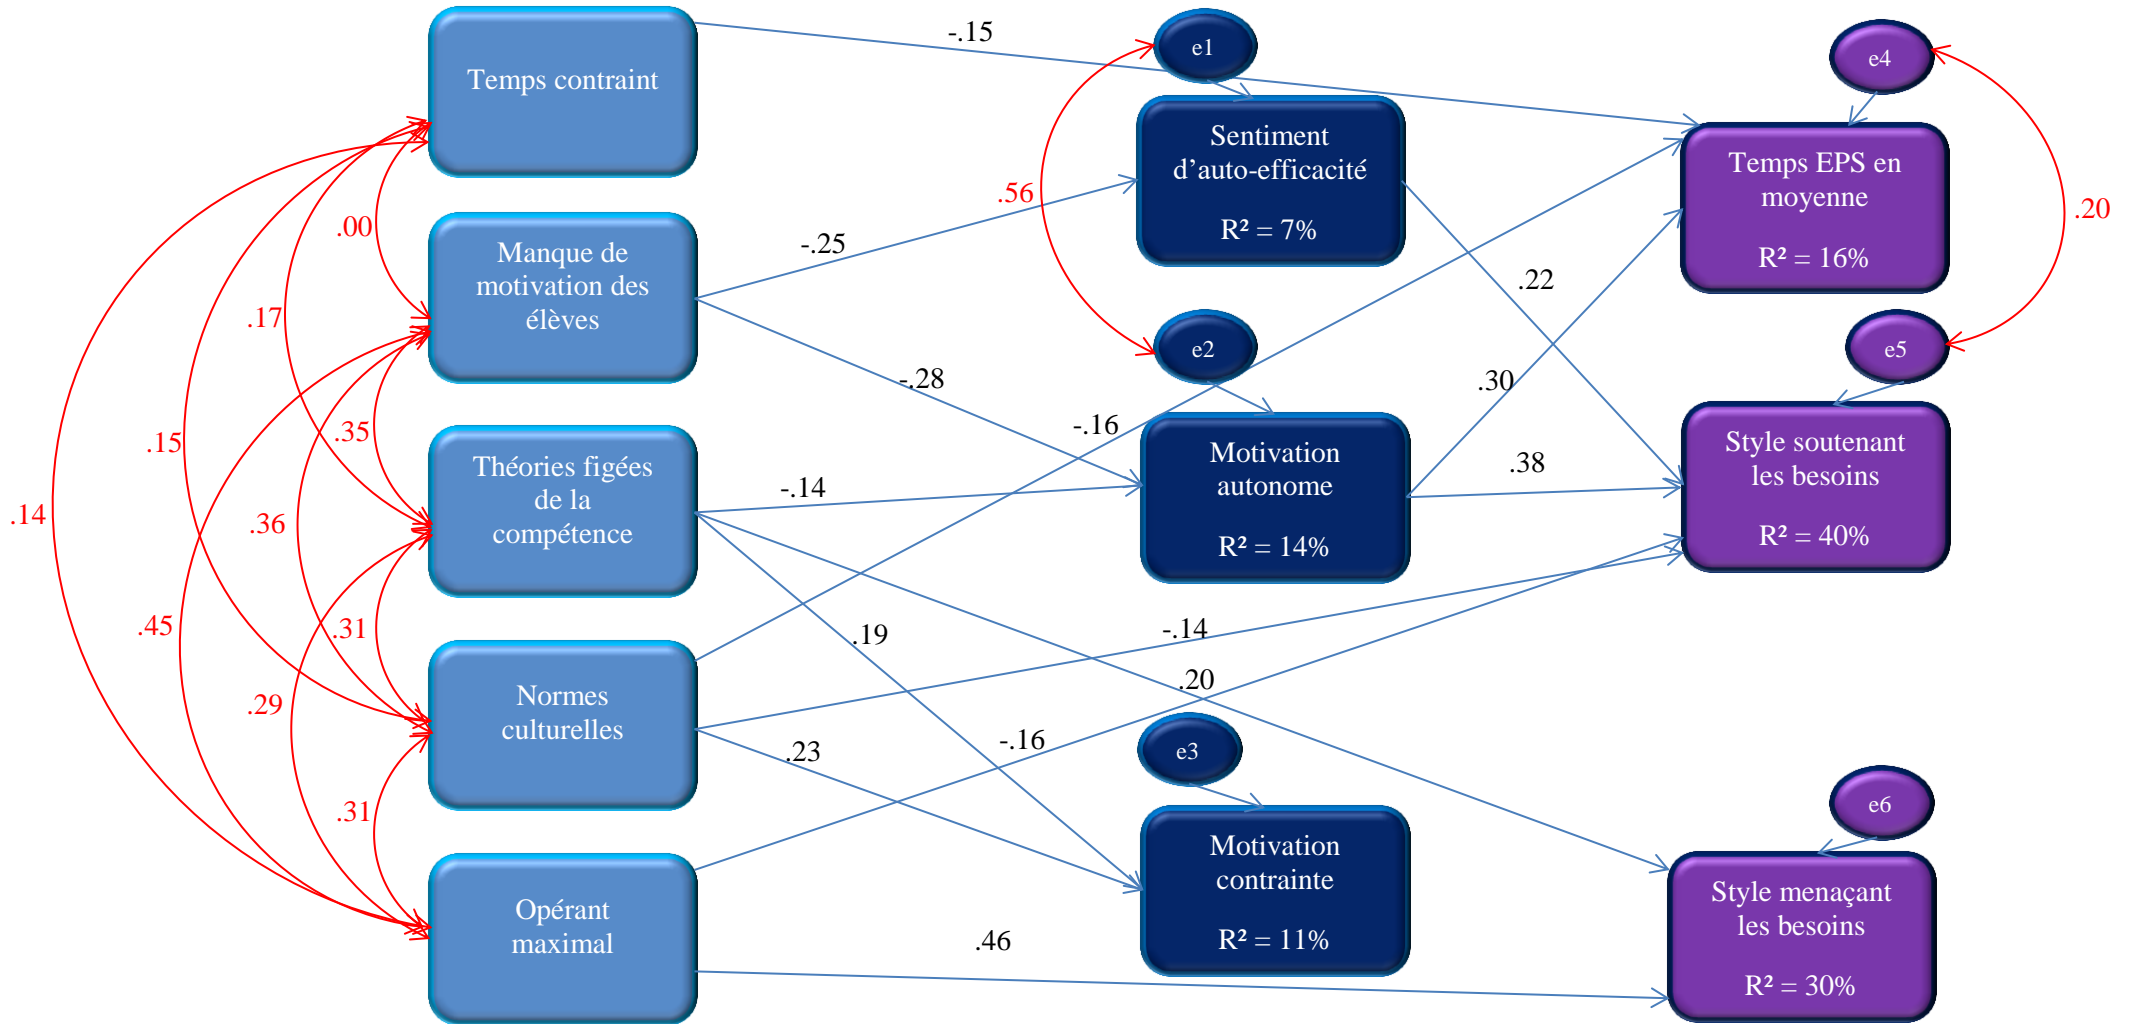 Temps contraint
Manque de
motivation des
élèves
Théories figées
de la
compétence
Normes
culturelles
Opérant
maximal
.00
.17
.15
.14
.35
.36
.45
.31
.29
.31
-.15
-.25
-.28
-.14
-.16
.19
.20
-.14
.23
-.16
.46
e1
Sentiment
d’auto-efficacité
R² = 7%
.56
e2
Motivation
autonome
R² = 14%
e3
Motivation
contrainte
R² = 11%
.22
.30
.38
e4
Temps EPS en
moyenne
R² = 16%
.20
e5
Style soutenant
les besoins
R² = 40%
e6
Style menaçant
les besoins
R² = 30%